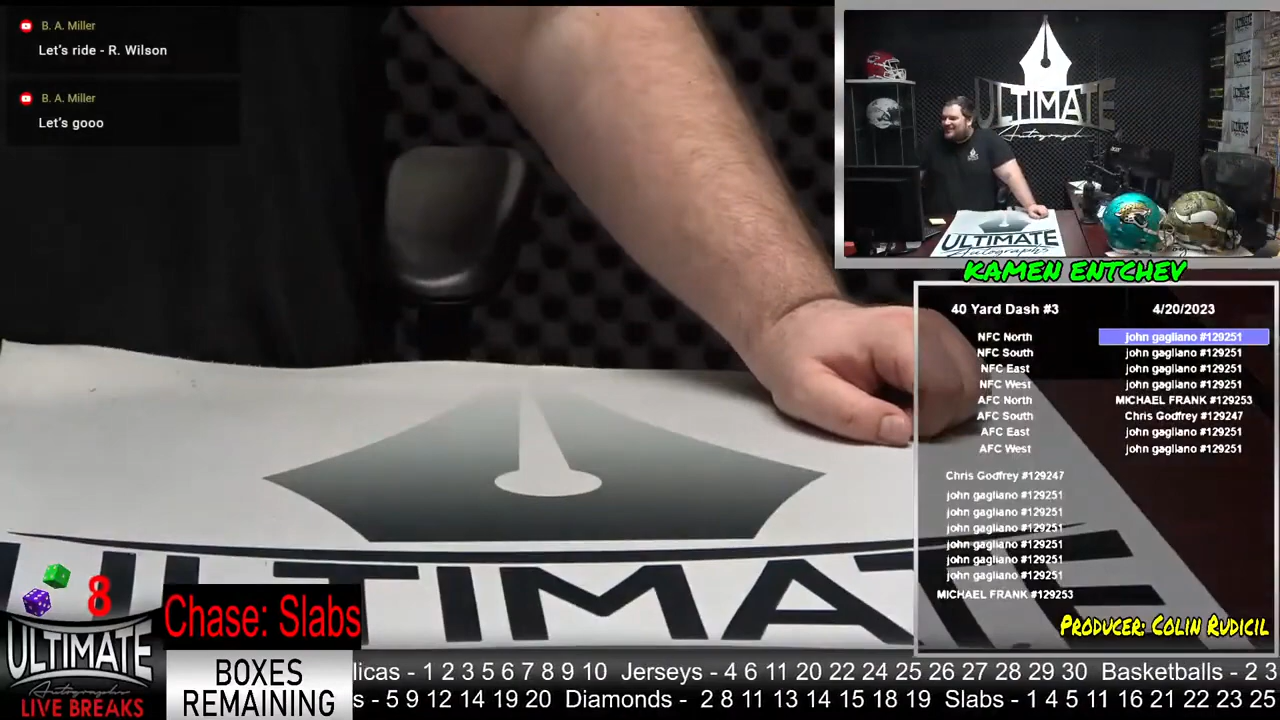 B. A. Miller
Let's ride - R. Wilson
B. A. Miller
Let's gooo
ULTIMATE
Autographs
ULTIMATE
Autographs
KAMEN ENTCHEV
40 Yard Dash #3 4/20/2023
NFC North john gagliano #129251
NFC South john gagliano #129251
NFC East john gagliano #129251
NFC West john gagliano #129251
AFC North MICHAEL FRANK #129253
AFC South Chris Godfrey #129247
AFC East john gagliano #129251
AFC West john gagliano #129251
Chris Godfrey #129247
john gagliano #129251
john gagliano #129251
john gagliano #129251
john gagliano #129251
john gagliano #129251
john gagliano #129251
MICHAEL FRANK #129253
Producer: Colin Rudicil
ULTIMATE
8
Chase: Slabs
ULTIMATE
Autographs
LIVE BREAKS
BOXES
REMAINING
licas - 1 2 3 5 6 7 8 9 10 Jerseys - 4 6 11 20 22 24 25 26 27 28 29 30 Basketballs - 2 3
s - 5 9 12 14 19 20 Diamonds - 2 8 11 13 14 15 18 19 Slabs - 1 4 5 11 16 21 22 23 25